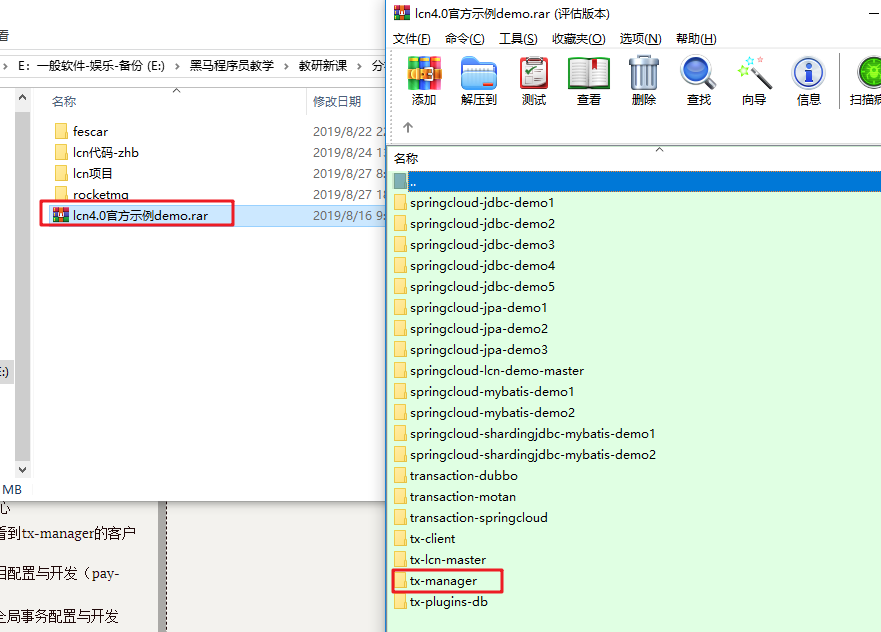 看
E: 一般软件-娱乐-备份 (E:) › 黑马程序员教学 › 教研新课 › 分
名称 修改日期
fescar 2019/8/22 22
lcn代码-zhb 2019/8/24 1
lcn项目 2019/8/27 8:
rocketmq 2019/8/27 18
lcn4.0官方示例demo.rar 2019/8/16 9:
E:)
MB
心
看到tx-manager的客户
目配置与开发（pay-
全局事务配置与开发
lcn4.0官方示例demo.rar (评估版本)
文件(F) 命令(C) 工具(S) 收藏夹(O) 选项(N) 帮助(H)
添加 解压到 测试 查看 删除 查找 向导 信息 扫描病
名称
..
springcloud-jdbc-demo1
springcloud-jdbc-demo2
springcloud-jdbc-demo3
springcloud-jdbc-demo4
springcloud-jdbc-demo5
springcloud-jpa-demo1
springcloud-jpa-demo2
springcloud-jpa-demo3
springcloud-lcn-demo-master
springcloud-mybatis-demo1
springcloud-mybatis-demo2
springcloud-shardingjdbc-mybatis-demo1
springcloud-shardingjdbc-mybatis-demo2
transaction-dubbo
transaction-motan
transaction-springcloud
tx-client
tx-lcn-master
tx-manager
tx-plugins-db